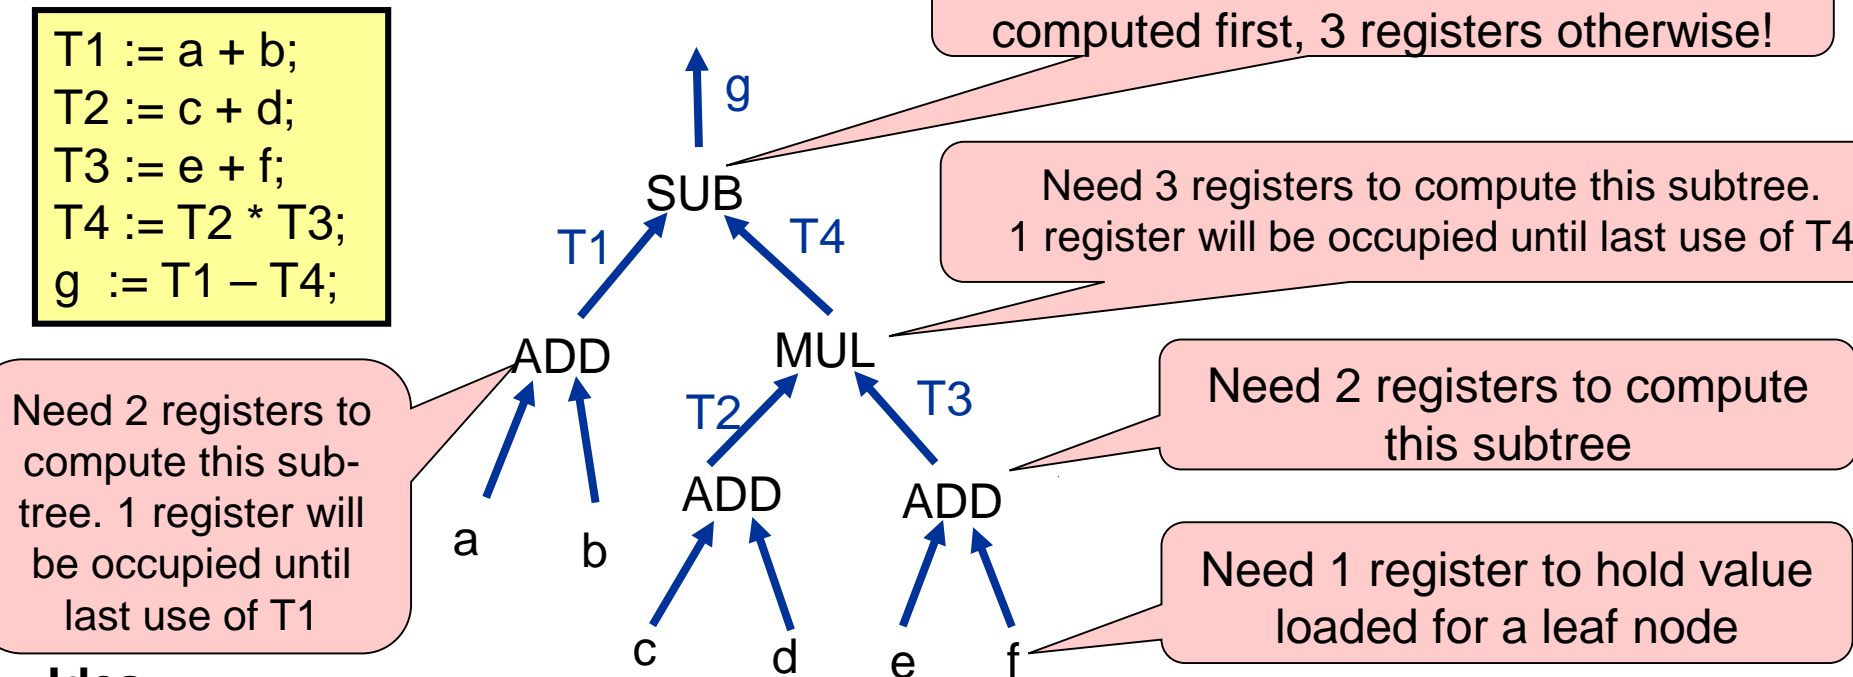 T1 := a + b;
T2 := c + d;
T3 := e + f;
T4 := T2 * T3;
g := T1 – T4;
computed first, 3 registers otherwise!
g
SUB
Need 3 registers to compute this subtree.
1 register will be occupied until last use of T4
T1
T4
ADD
MUL
Need 2 registers to
compute this sub-
tree. 1 register will
be occupied until
last use of T1
T2
T3
Need 2 registers to compute
this subtree
ADD
ADD
a
b
Need 1 register to hold value
loaded for a leaf node
c
d
e
f